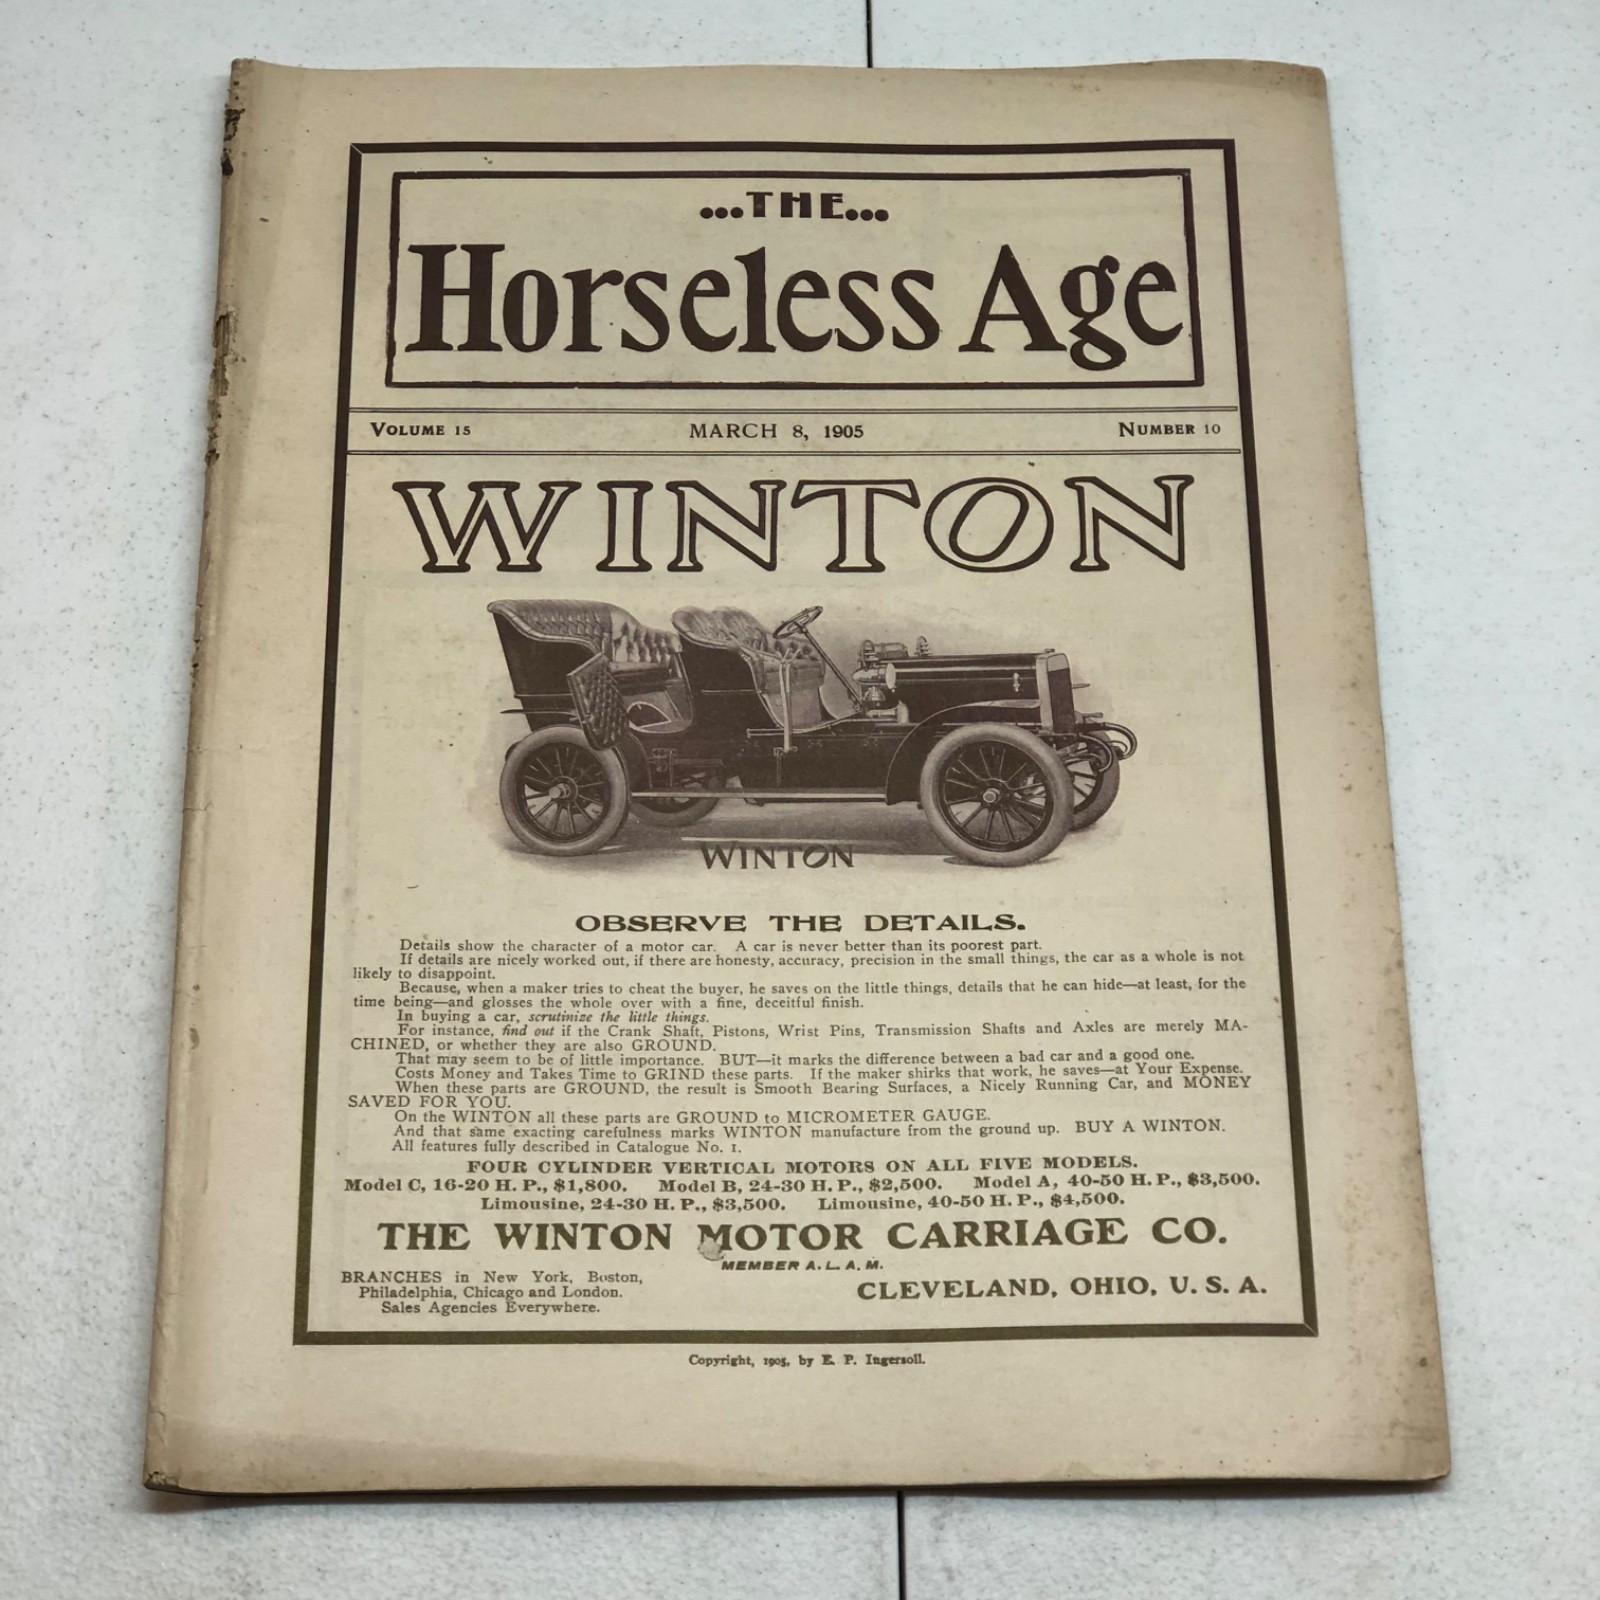 ...THE...
Horseless Age
VOLUME 15 MARCH 8, 1905 NUMBER 10
WINTON
WINTON
OBSERVE THE DETAILS.
Details show the character of a motor car. A car is never better than its poorest part.
If details are nicely worked out, if there are honesty, accuracy, precision in the small things, the car as a whole is not
likely to disappoint.
Because, when a maker tries to cheat the buyer, he saves on the little things, details that he can hide—at least, for the
time being—and glosses the whole over with a fine, deceitful finish.
In buying a car, scrutinize the little things.
For instance, find out if the Crank Shaft, Pistons, Wrist Pins, Transmission Shafts and Axles are merely MA-
CHINED, or whether they are also GROUND.
That may seem to be of little importance. BUT—it marks the difference between a bad car and a good one.
Costs Money and Takes Time to GRIND these parts. If the maker shirks that work, he saves—at Your Expense.
When these parts are GROUND, the result is Smooth Bearing Surfaces, a Nicely Running Car, and MONEY
SAVED FOR YOU.
On the WINTON all these parts are GROUND to MICROMETER GAUGE.
And that same exacting carefulness marks WINTON manufacture from the ground up. BUY A WINTON.
All features fully described in Catalogue No. 1.
FOUR CYLINDER VERTICAL MOTORS ON ALL FIVE MODELS.
Model C, 16-20 H. P., $1,800. Model B, 24-30 H. P., $2,500. Model A, 40-50 H. P., $3,500.
Limousine, 24-30 H. P., $3,500. Limousine, 40-50 H. P., $4,500.
THE WINTON MOTOR CARRIAGE CO.
MEMBER A. L. A. M.
BRANCHES in New York, Boston,
Philadelphia, Chicago and London.
Sales Agencies Everywhere.
CLEVELAND, OHIO, U. S. A.
Copyright, 1905, by E. P. Ingersoll.